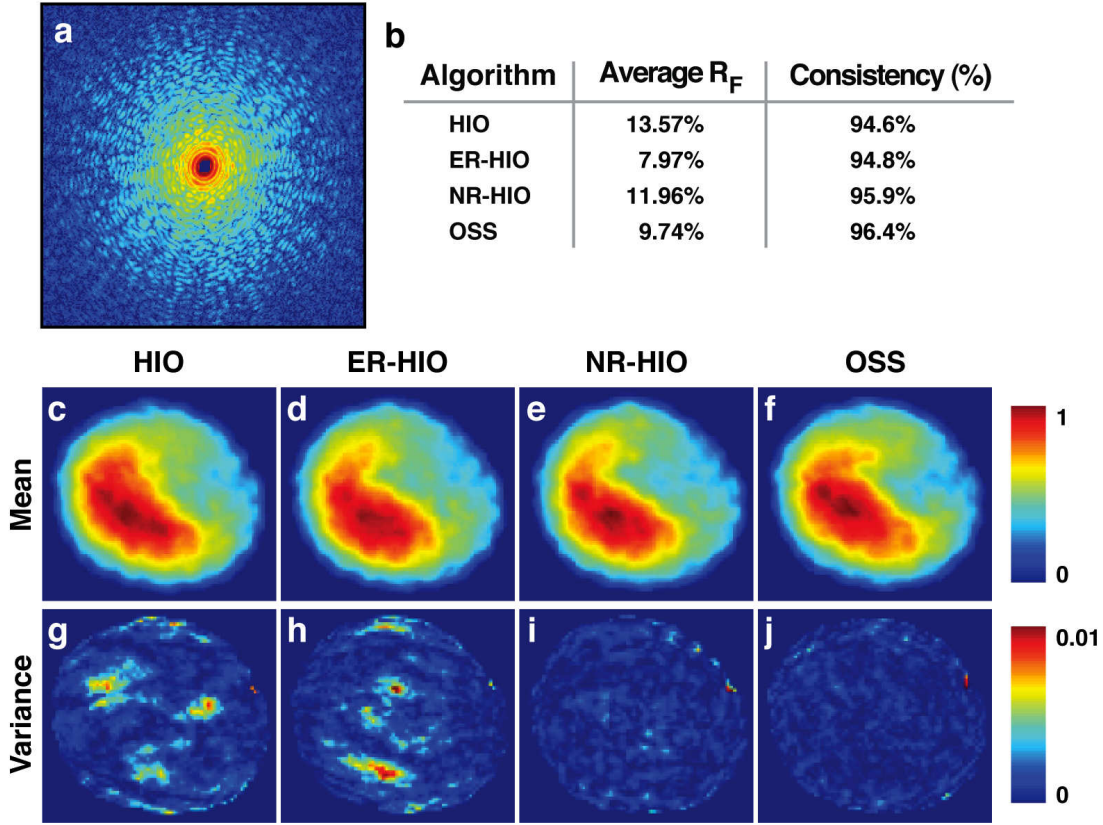 a
b
Algorithm Average R_F Consistency (%)
HIO 13.57% 94.6%
ER-HIO 7.97% 94.8%
NR-HIO 11.96% 95.9%
OSS 9.74% 96.4%
HIO ER-HIO NR-HIO OSS
Mean
c d e f
1
0
Variance
g h i j
0.01
0